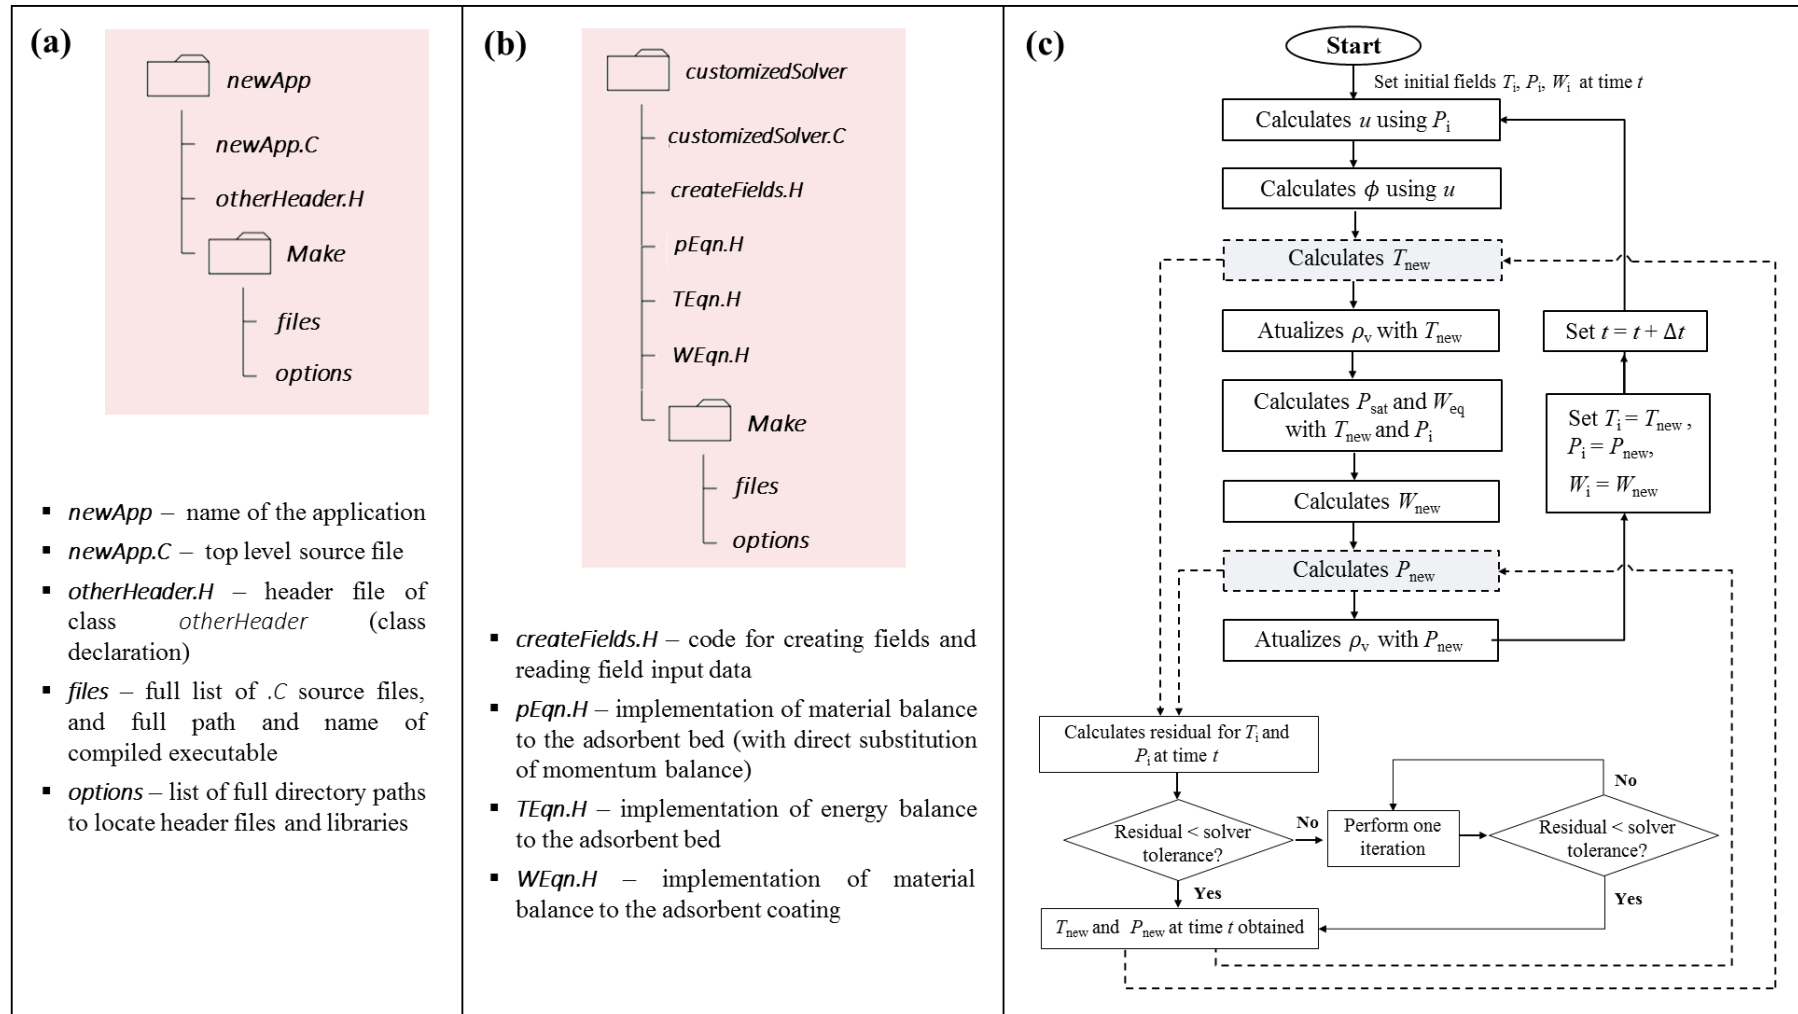 (a)
newApp
newApp.C
otherHeader.H
Make
files
options
▪ newApp – name of the application
▪ newApp.C – top level source file
▪ otherHeader.H – header file of
class otherHeader (class
declaration)
▪ files – full list of .C source files,
and full path and name of
compiled executable
▪ options – list of full directory paths
to locate header files and libraries
(b)
customizedSolver
customizedSolver.C
createFields.H
pEqn.H
TEqn.H
WEqn.H
Make
files
options
▪ createFields.H – code for creating fields and
reading field input data
▪ pEqn.H – implementation of material balance
to the adsorbent bed (with direct substitution
of momentum balance)
▪ TEqn.H – implementation of energy balance
to the adsorbent bed
▪ WEqn.H – implementation of material
balance to the adsorbent coating
(c)
Start
Set initial fields Ti, Pi, Wi at time t
Calculates u using Pi
Calculates ϕ using u
Calculates Tnew
Atualizes ρv with Tnew
Calculates Psat and Weq
with Tnew and Pi
Calculates Wnew
Calculates Pnew
Atualizes ρv with Pnew
Set t = t + Δt
Set Ti = Tnew ,
Pi = Pnew,
Wi = Wnew
Calculates residual for Ti and
Pi at time t
Residual < solver
tolerance?
No
Perform one
iteration
No
Residual < solver
tolerance?
Yes
Yes
Tnew and Pnew at time t obtained